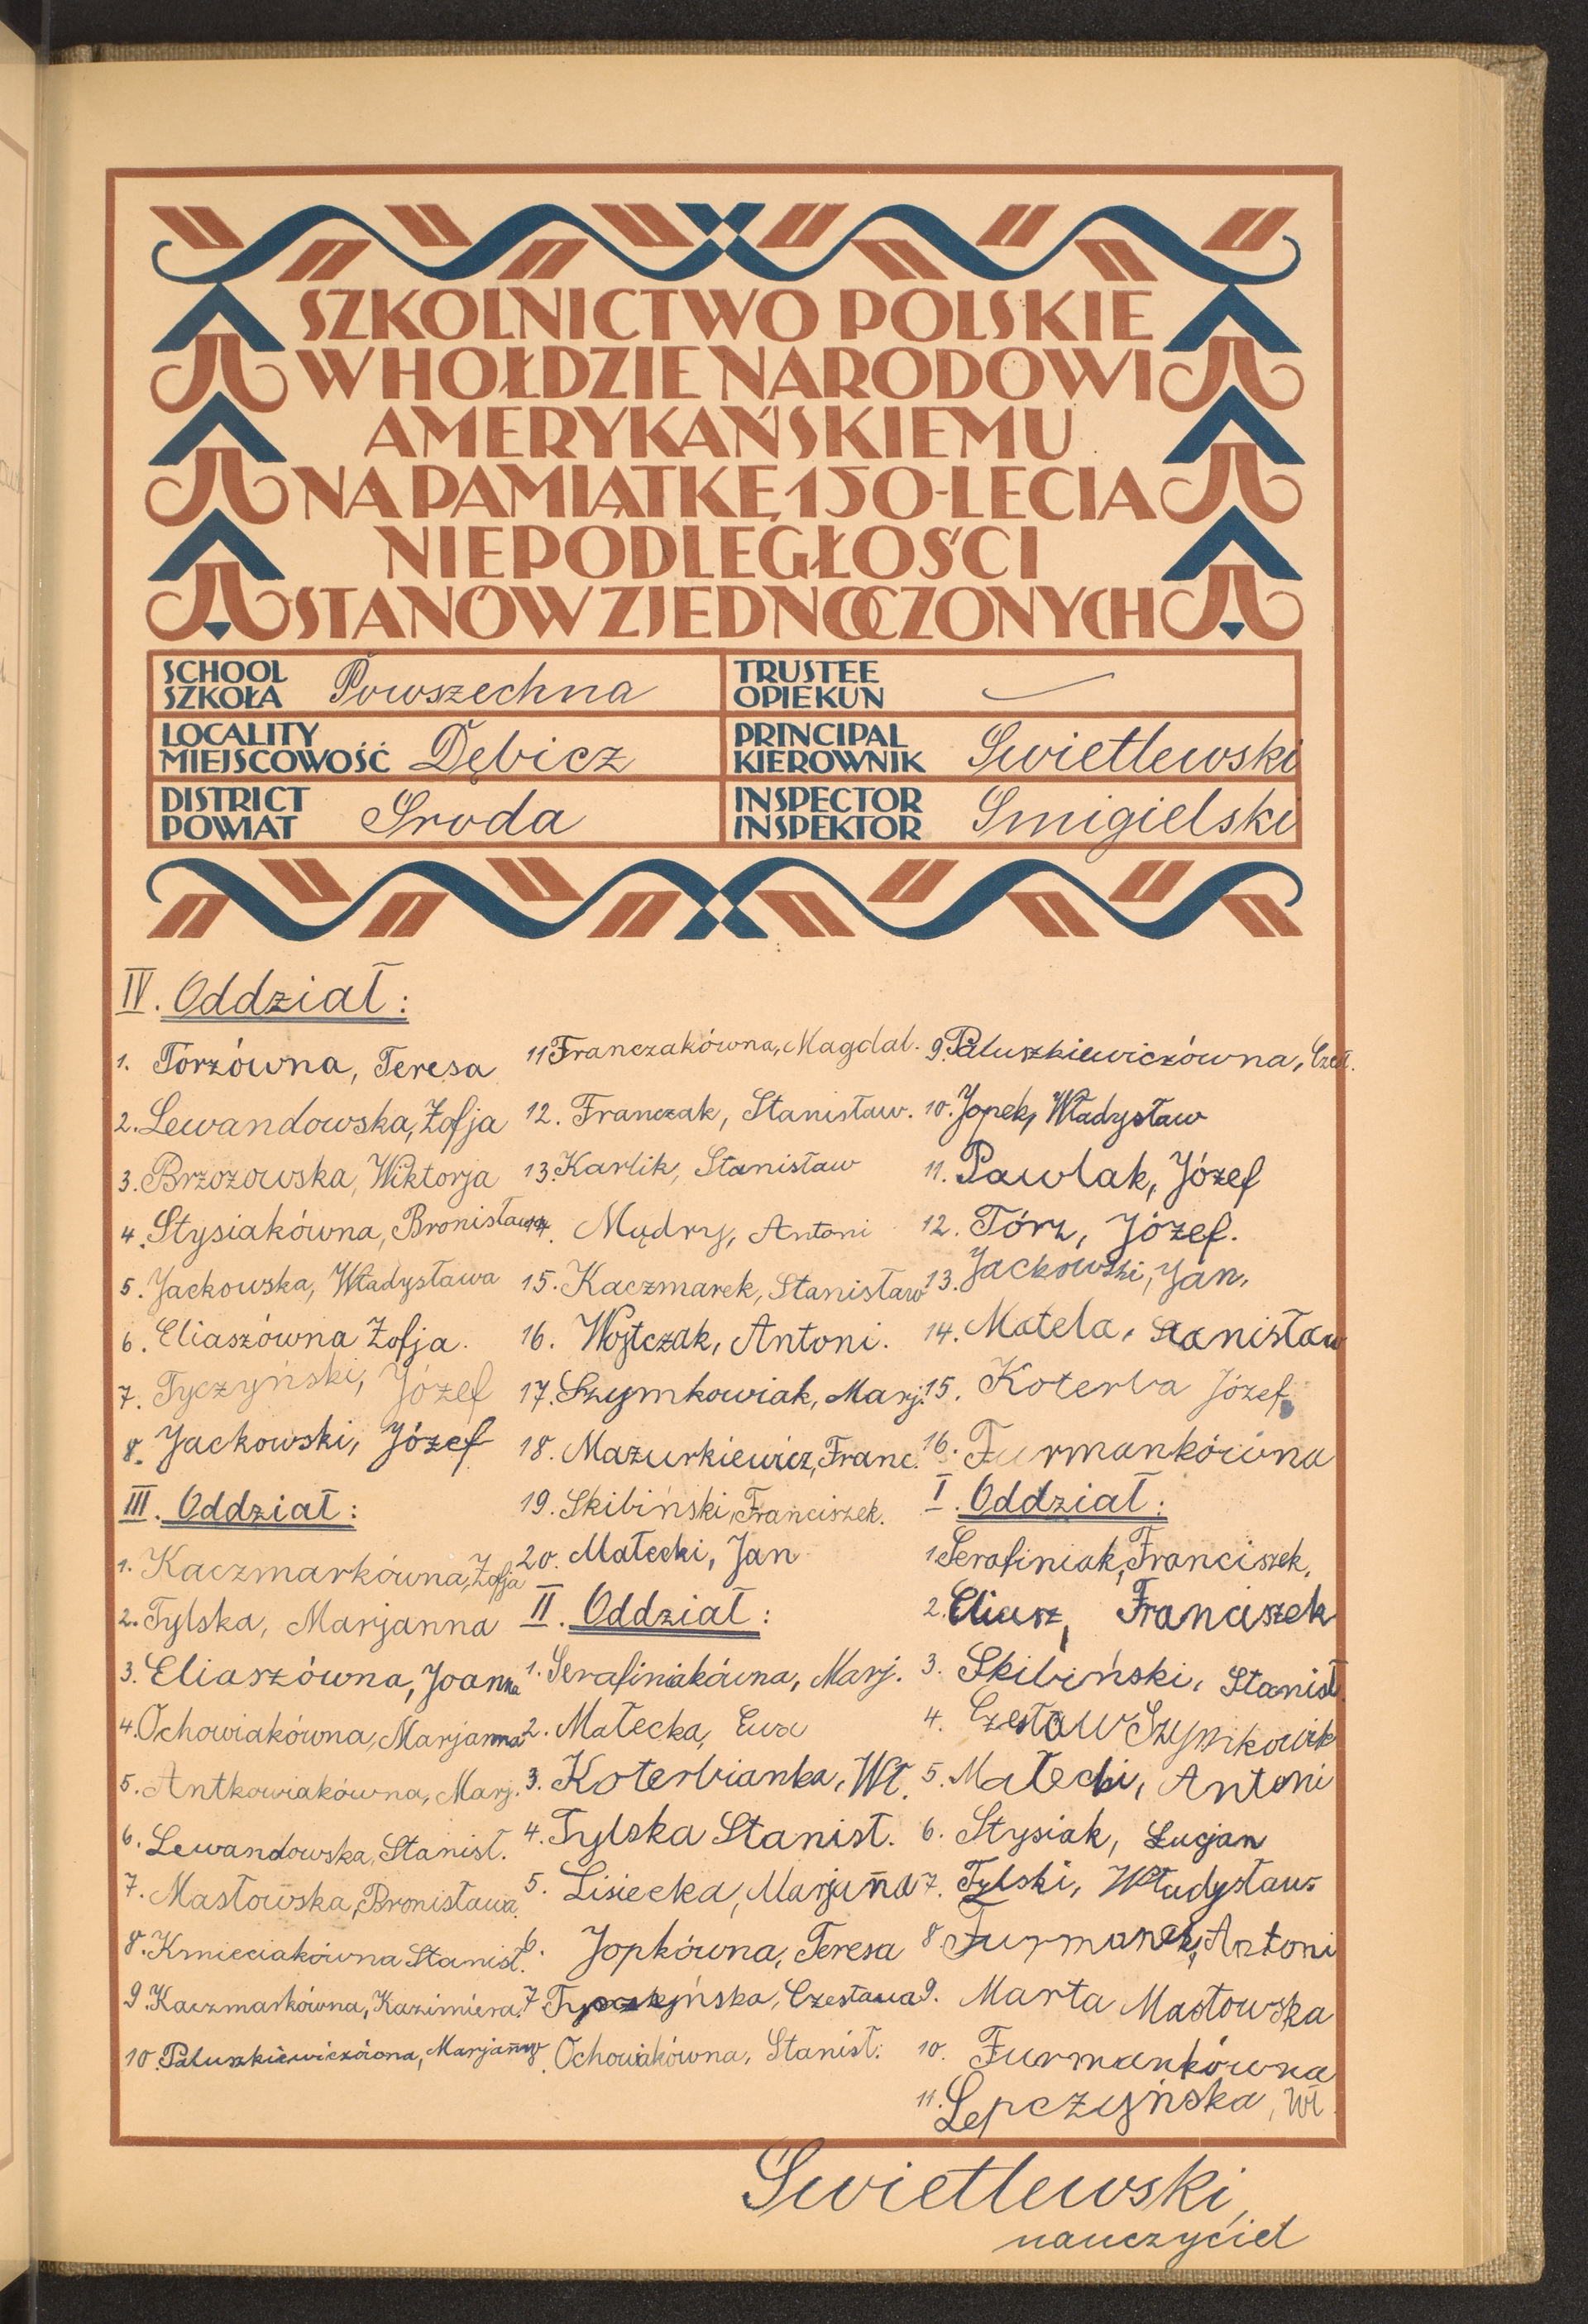 SZKOLNICTWO POLSKIE
W HOŁDZIE NARODOWI
AMERYKAŃSKIEMU
NA PAMIĄTKĘ 150-LECIA
NIEPODLEGŁOŚCI
STANÓW ZJEDNOCZONYCH
SCHOOL
SZKOŁA Powszechna
TRUSTEE
OPIEKUN
LOCALITY
MIEJSCOWOŚĆ Dębicz
PRINCIPAL
KIEROWNIK Swietlewski
DISTRICT
POWIAT Sroda
INSPECTOR
INSPEKTOR Smigielski
IV. Oddział:
1. Torzówna, Teresa
2. Lewandowska, Zofja
3. Brzozowska, Wiktorja
4. Stysiakówna, Bronisława
5. Jackowska, Władysława
6. Eliaszówna Zofja.
7. Tyczyński, Józef
8. Jackowski, Józef
III. Oddział:
1. Kaczmarkówna, Zofja
2. Tylska, Marjanna
3. Eliaszówna, Joanna
4. Ochowiakówna, Marjanna
5. Antkowiakówna, Marj.
6. Lewandowska, Stanisł.
7. Masłowska, Bronisława
8. Kmieciakówna Stanisł.
9. Kaczmarkówna, Kazimiera
10. Paluszkiewiczówna, Marjanna
11 Franczakówna, Magdal.
12. Franczak, Stanisław.
13. Karlik, Stanisław
14. Mądry, Antoni
15. Kaczmarek, Stanisław
16. Wojtczak, Antoni.
17. Szymkowiak, Marj.
18. Mazurkiewicz, Franc.
19. Skibiński, Franciszek.
20. Małecki, Jan
II. Oddział:
1. Serafiniakówna, Marj.
2. Małecka, Ewa
3. Koterbianka, Wł.
4. Tylska Stanisł.
5. Lisiecka, Marjana
6. Jopkówna, Teresa
7. Tyczyńska, Czesława
8. Ochowiakówna, Stanisł.
9. Paluszkiewiczówna, Czesł.
10. Jopek, Władysław
11. Pawlak, Józef
12. Tórz, Józef.
13. Jackowski, Jan,
14. Matela, Stanisław
15. Koterba Józef
16. Furmankówna
I. Oddział:
1 Serafiniak, Franciszek,
2. Eliasz, Franciszek
3. Skibiński, Stanisł.
4. Czesław Szymkowik
5. Małecki, Antoni
6. Stysiak, Łucjan
7. Tylski, Władysław
8 Furmanek, Antoni
9. Marta Masłowska
10. Furmankówna
11. Lepczyńska, Wł
Swietlewski,
nauczyciel